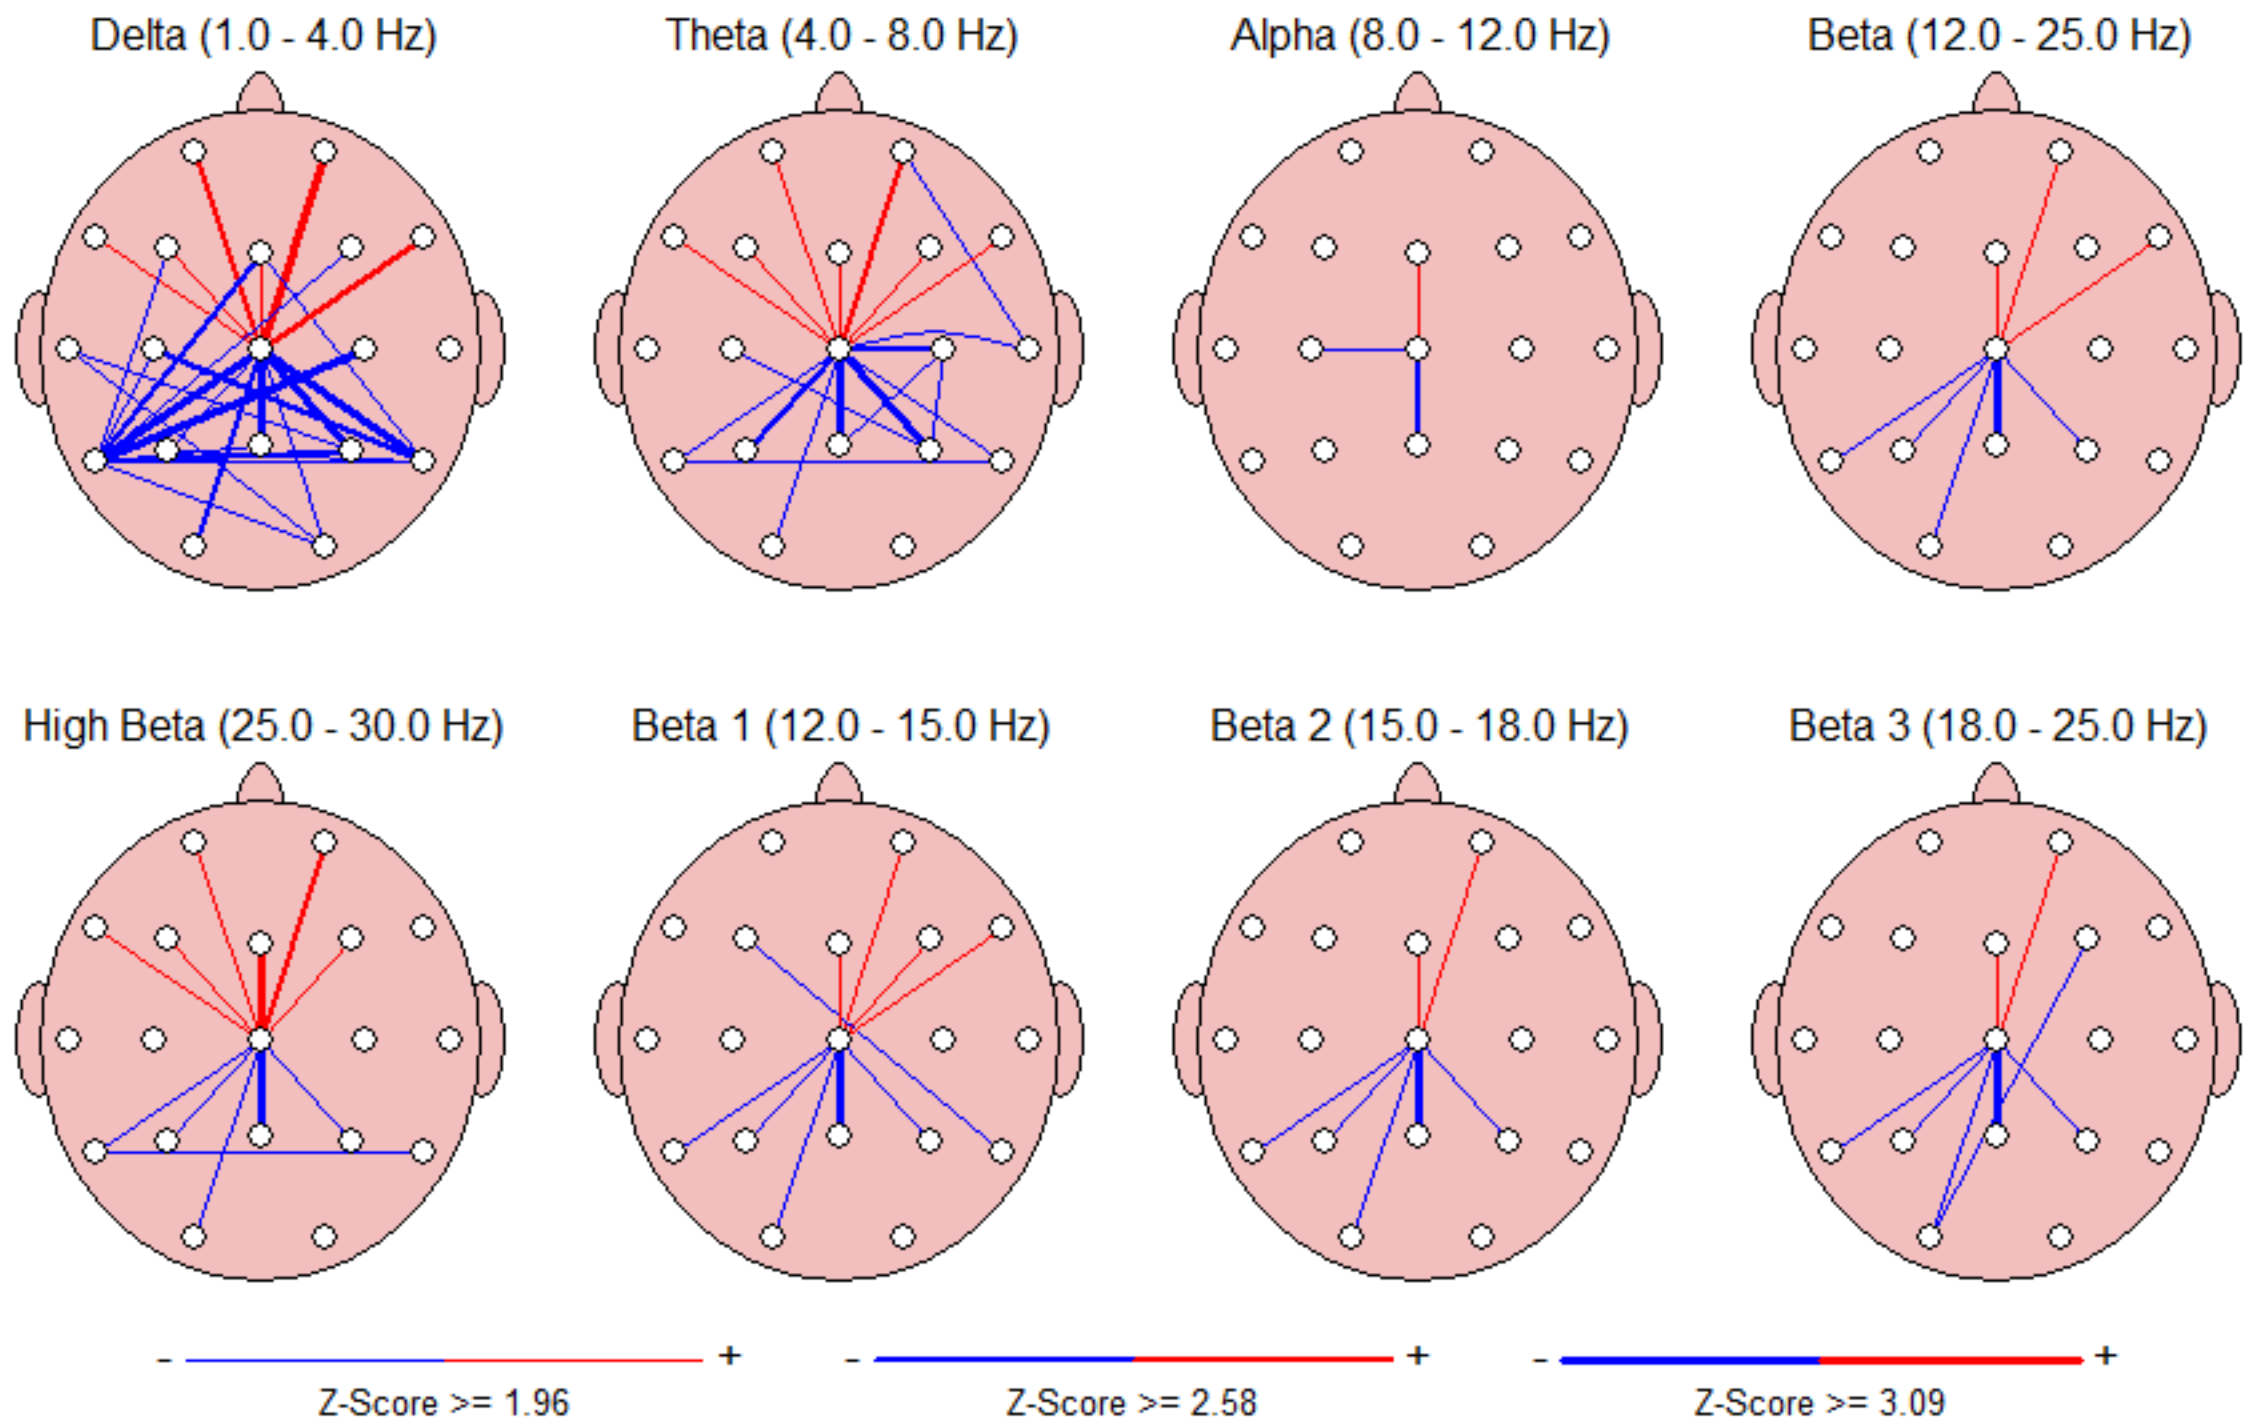 Delta (1.0 - 4.0 Hz) Theta (4.0 - 8.0 Hz) Alpha (8.0 - 12.0 Hz) Beta (12.0 - 25.0 Hz)
High Beta (25.0 - 30.0 Hz) Beta 1 (12.0 - 15.0 Hz) Beta 2 (15.0 - 18.0 Hz) Beta 3 (18.0 - 25.0 Hz)
- + - + - +
Z-Score >= 1.96 Z-Score >= 2.58 Z-Score >= 3.09